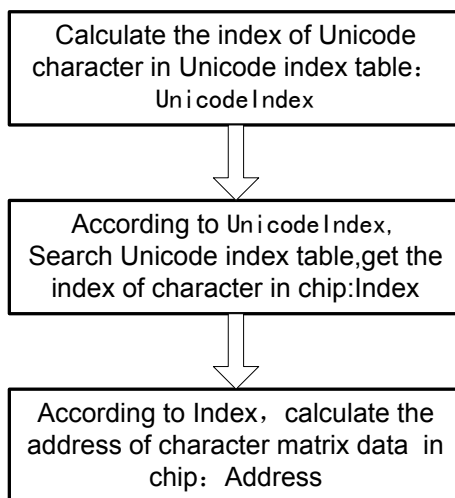 Calculate the index of Unicode
character in Unicode index table：
UnicodeIndex
According to UnicodeIndex,
Search Unicode index table,get the
index of character in chip:Index
According to Index，calculate the
address of character matrix data in
chip：Address